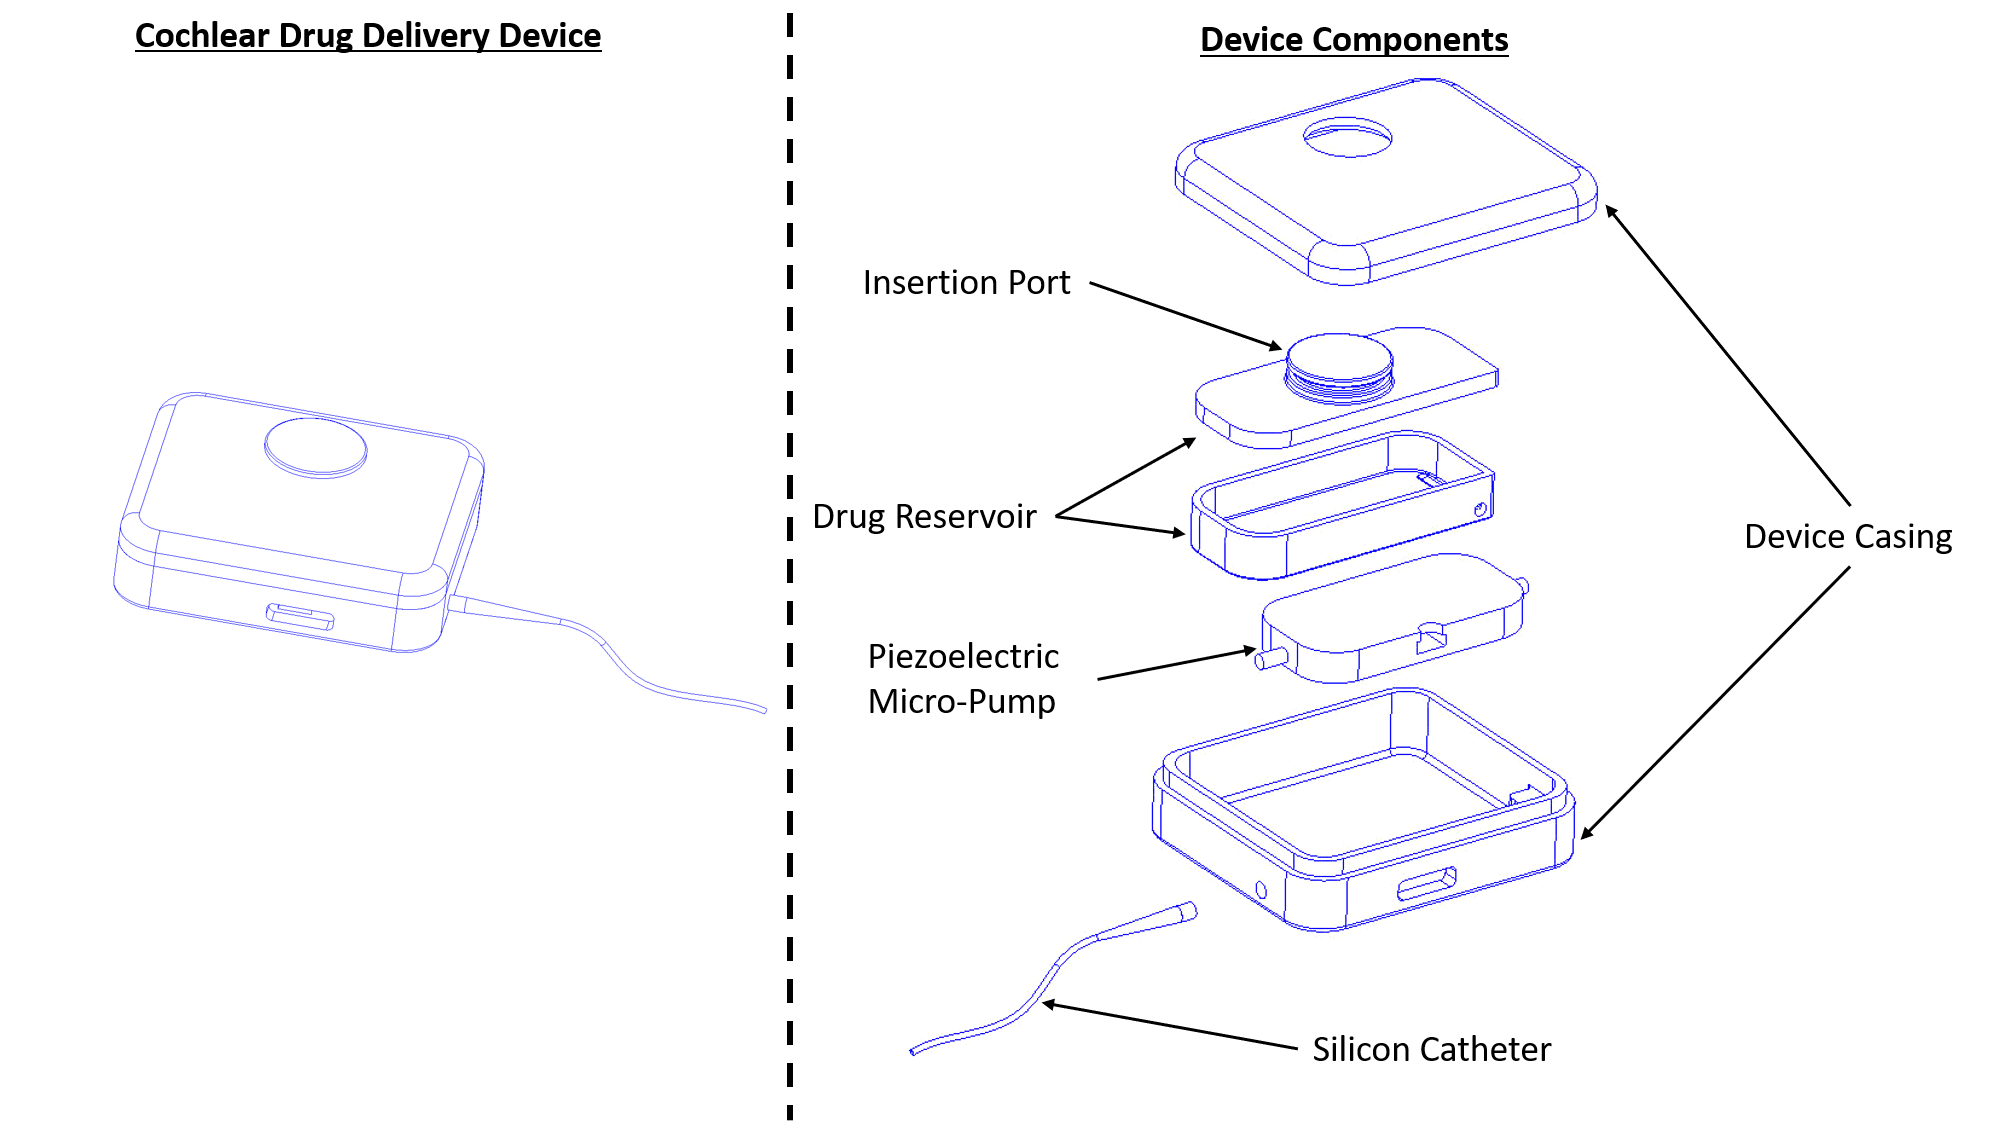 Cochlear Drug Delivery Device
Device Components
Insertion Port
Drug Reservoir
Device Casing
Piezoelectric
Micro-Pump
Silicon Catheter